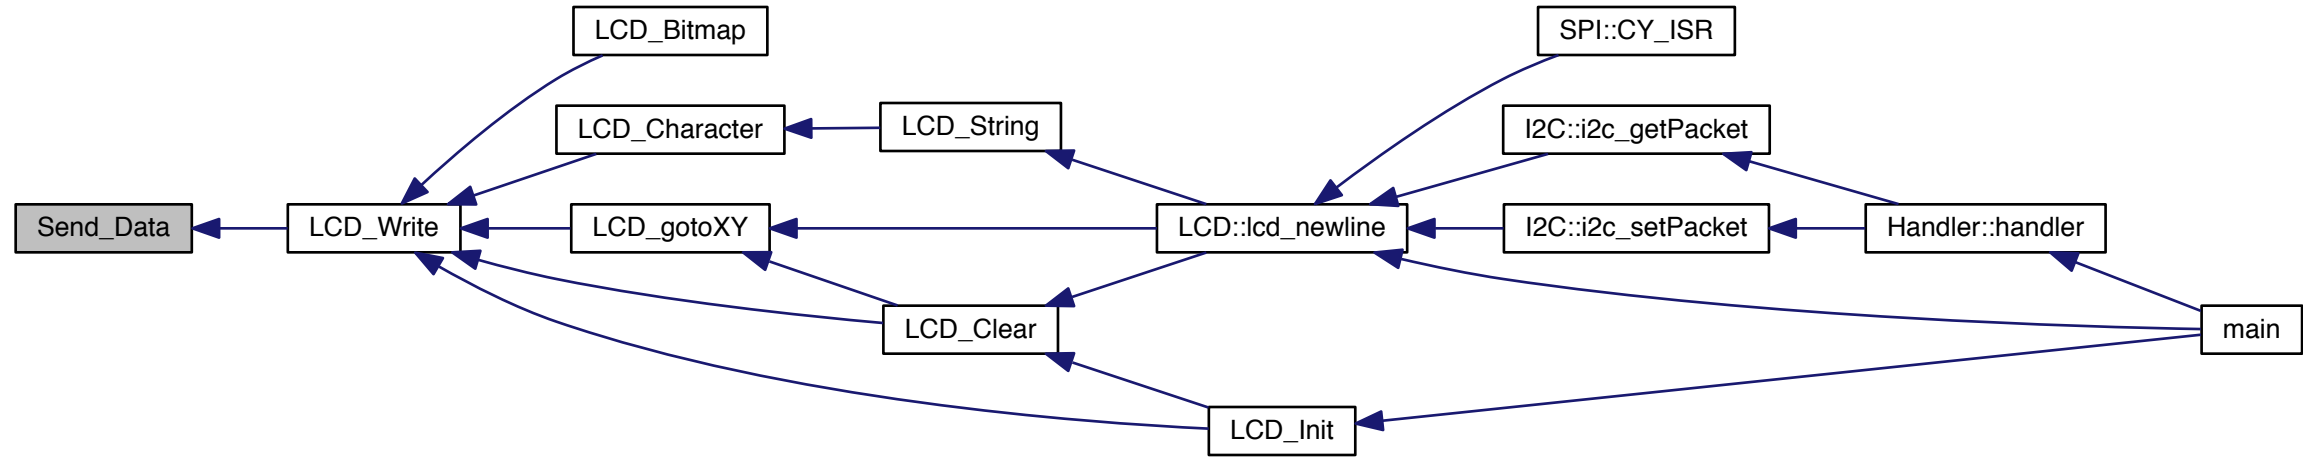 LCD_Bitmap
SPI::CY_ISR
LCD_Character
LCD_String
I2C::i2c_getPacket
Send_Data
LCD_Write
LCD_gotoXY
LCD::lcd_newline
I2C::i2c_setPacket
Handler::handler
LCD_Clear
main
LCD_Init